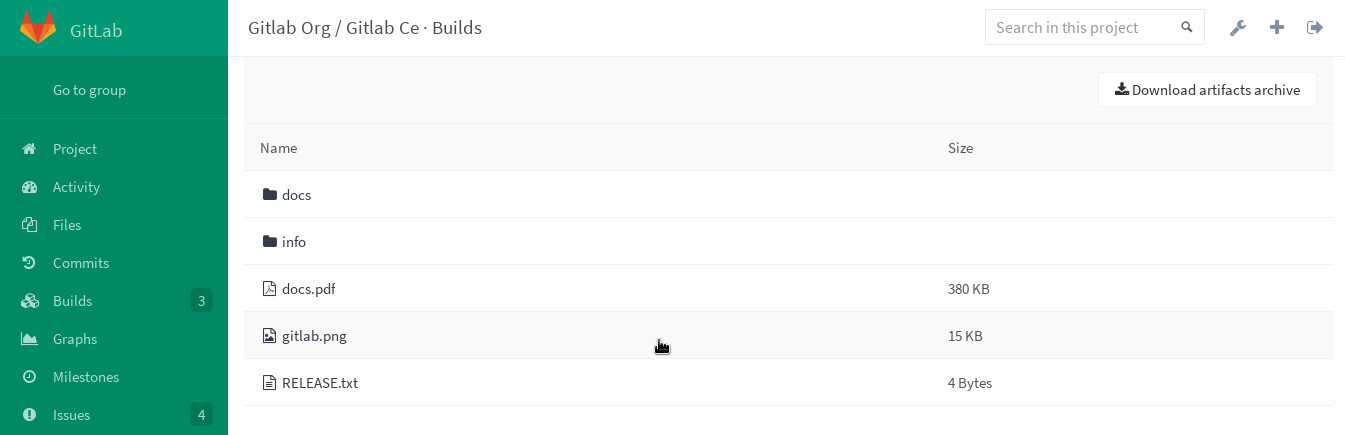 GitLab
Gitlab Org / Gitlab Ce · Builds
Search in this project
Go to group
Project
Activity
Files
Commits
Builds 3
Graphs
Milestones
Issues 4
Download artifacts archive
Name Size
docs
info
docs.pdf 380 KB
gitlab.png 15 KB
RELEASE.txt 4 Bytes